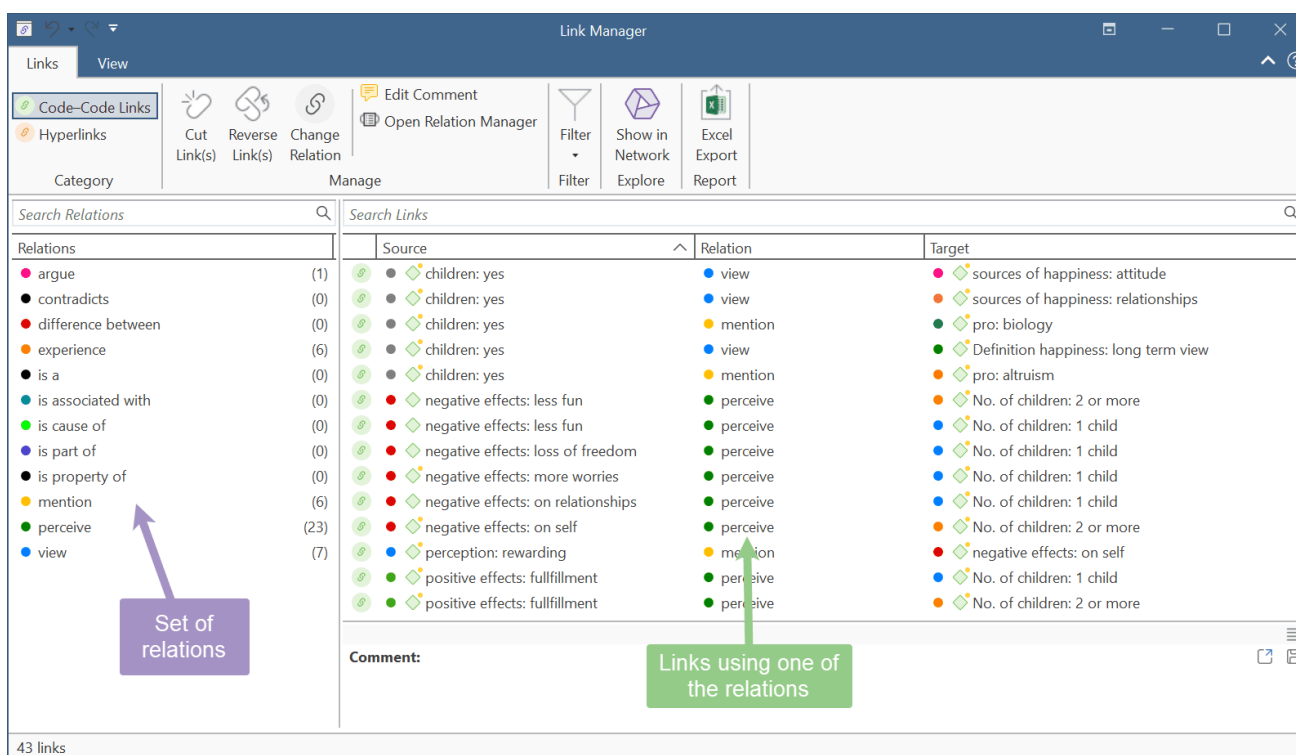 Link Manager
Links View
Code–Code Links
Hyperlinks
Category
Cut Link(s)
Reverse Link(s)
Change Relation
Edit Comment
Open Relation Manager
Manage
Filter
Filter
Show in Network
Explore
Excel Export
Report
Search Relations
Search Links
Relations
argue (1)
contradicts (0)
difference between (0)
experience (6)
is a (0)
is associated with (0)
is cause of (0)
is part of (0)
is property of (0)
mention (6)
perceive (23)
view (7)
Set of
relations
Source Relation Target
children: yes view sources of happiness: attitude
children: yes view sources of happiness: relationships
children: yes mention pro: biology
children: yes view Definition happiness: long term view
children: yes mention pro: altruism
negative effects: less fun perceive No. of children: 2 or more
negative effects: less fun perceive No. of children: 1 child
negative effects: loss of freedom perceive No. of children: 1 child
negative effects: more worries perceive No. of children: 1 child
negative effects: on relationships perceive No. of children: 1 child
negative effects: on self perceive No. of children: 2 or more
perception: rewarding mention negative effects: on self
positive effects: fullfillment perceive No. of children: 1 child
positive effects: fullfillment perceive No. of children: 2 or more
Comment:
Links using one of
the relations
43 links